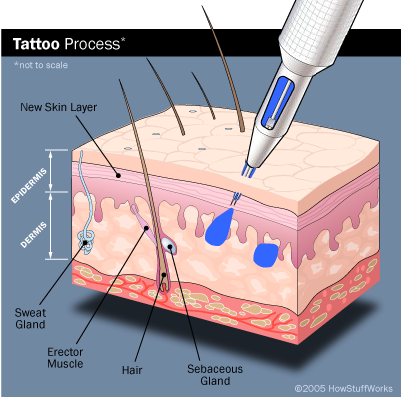 Tattoo Process*
*not to scale
New Skin Layer
EPIDERMIS
DERMIS
Sweat
Gland
Erector
Muscle
Hair
Sebaceous
Gland
©2005 HowStuffWorks